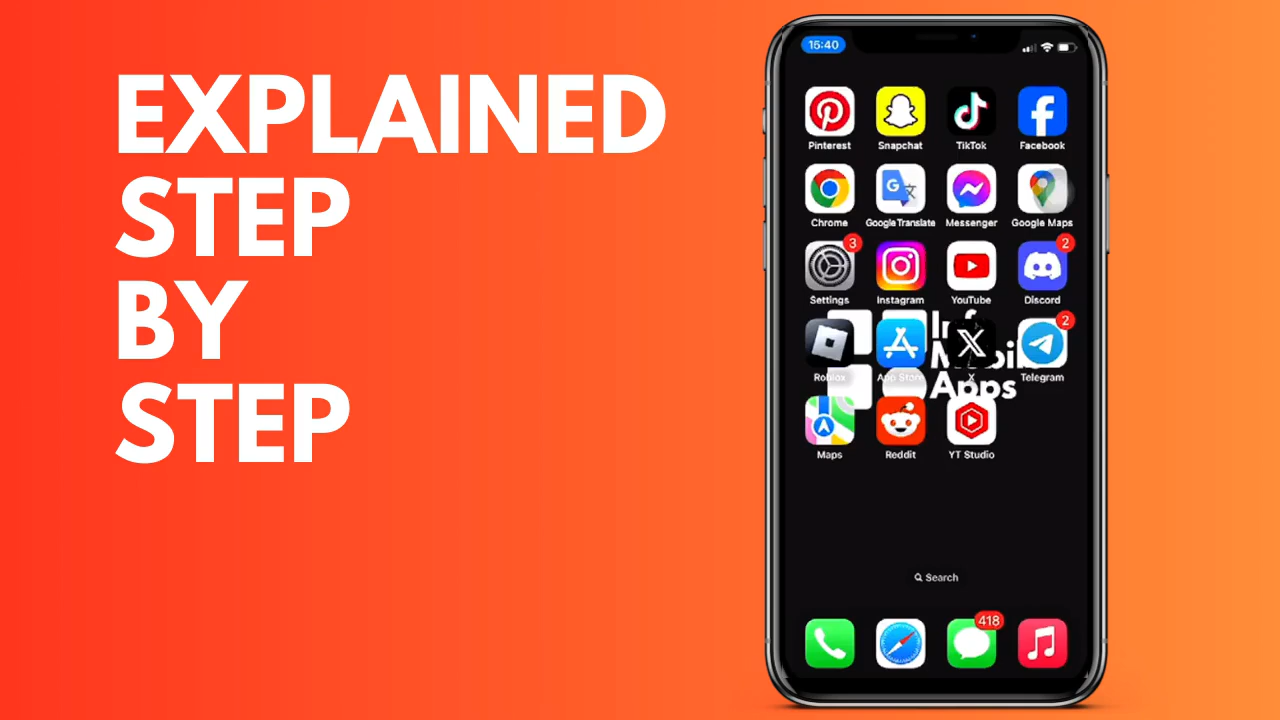 EXPLAINED
STEP
BY
STEP
15:40
Pinterest Snapchat TikTok Facebook
Chrome Google Translate Messenger Google Maps
3 2
Settings Instagram YouTube Discord
2
Roblox App Store X Telegram
Apps
Maps Reddit YT Studio
Search
418